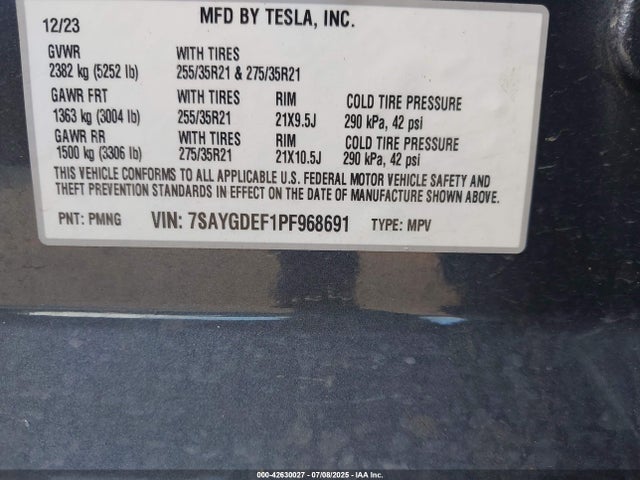 12/23 MFD BY TESLA, INC.
GVWR WITH TIRES
2382 kg (5252 lb) 255/35R21 & 275/35R21
GAWR FRT WITH TIRES RIM COLD TIRE PRESSURE
1363 kg (3004 lb) 255/35R21 21X9.5J 290 kPa, 42 psi
GAWR RR WITH TIRES RIM COLD TIRE PRESSURE
1500 kg (3306 lb) 275/35R21 21X10.5J 290 kPa, 42 psi
THIS VEHICLE CONFORMS TO ALL APPLICABLE U.S. FEDERAL MOTOR VEHICLE SAFETY AND
THEFT PREVENTION STANDARDS IN EFFECT ON THE DATE OF MANUFACTURE SHOWN ABOVE.
PNT: PMNG VIN: 7SAYGDEF1PF968691 TYPE: MPV
000-42630027 - 07/08/2025 - IAA Inc.